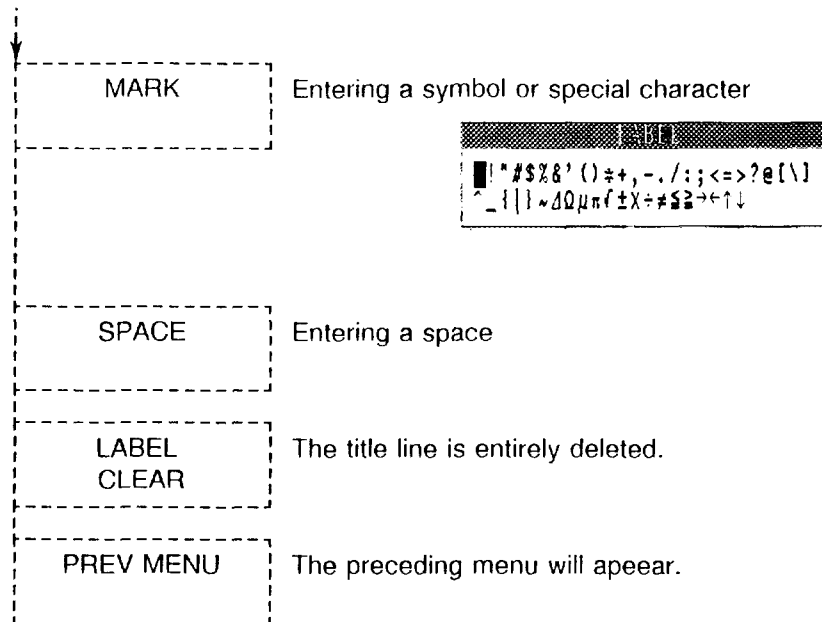 MARK
Entering a symbol or special character
LABEL
!"#$%&'()*+,-./:;<=>?@[\]
^_{|}~ΔΩμπ√±X÷≠≦≧→←↑↓
SPACE
Entering a space
LABEL
CLEAR
The title line is entirely deleted.
PREV MENU
The preceding menu will apeear.